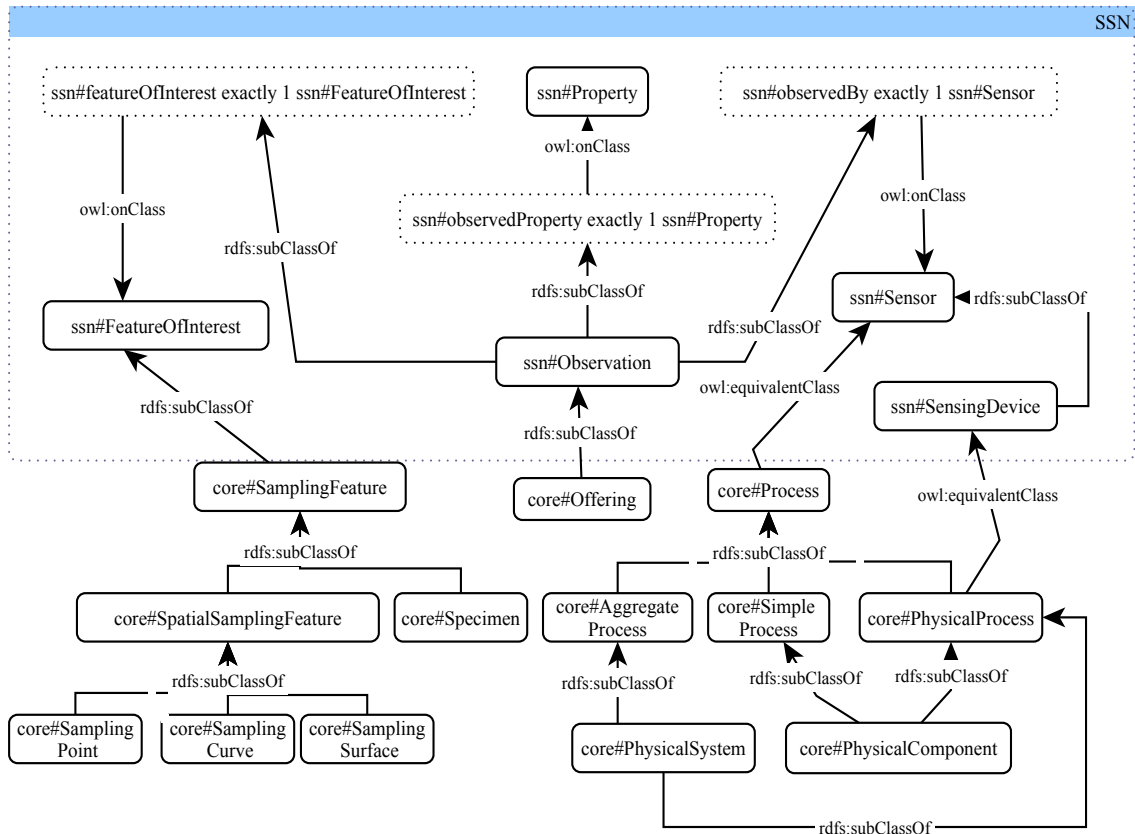 SSN
ssn#featureOfInterest exactly 1 ssn#FeatureOfInterest
ssn#Property
ssn#observedBy exactly 1 ssn#Sensor
owl:onClass
owl:onClass
owl:onClass
ssn#observedProperty exactly 1 ssn#Property
rdfs:subClassOf
rdfs:subClassOf
rdfs:subClassOf
rdfs:subClassOf
ssn#FeatureOfInterest
ssn#Sensor
ssn#Observation
owl:equivalentClass
rdfs:subClassOf
ssn#SensingDevice
rdfs:subClassOf
core#SamplingFeature
core#Offering
core#Process
owl:equivalentClass
rdfs:subClassOf
rdfs:subClassOf
core#SpatialSamplingFeature
core#Specimen
core#Aggregate
Process
core#Simple
Process
core#PhysicalProcess
rdfs:subClassOf
rdfs:subClassOf
rdfs:subClassOf
rdfs:subClassOf
core#Sampling
Point
core#Sampling
Curve
core#Sampling
Surface
core#PhysicalSystem
core#PhysicalComponent
rdfs:subClassOf